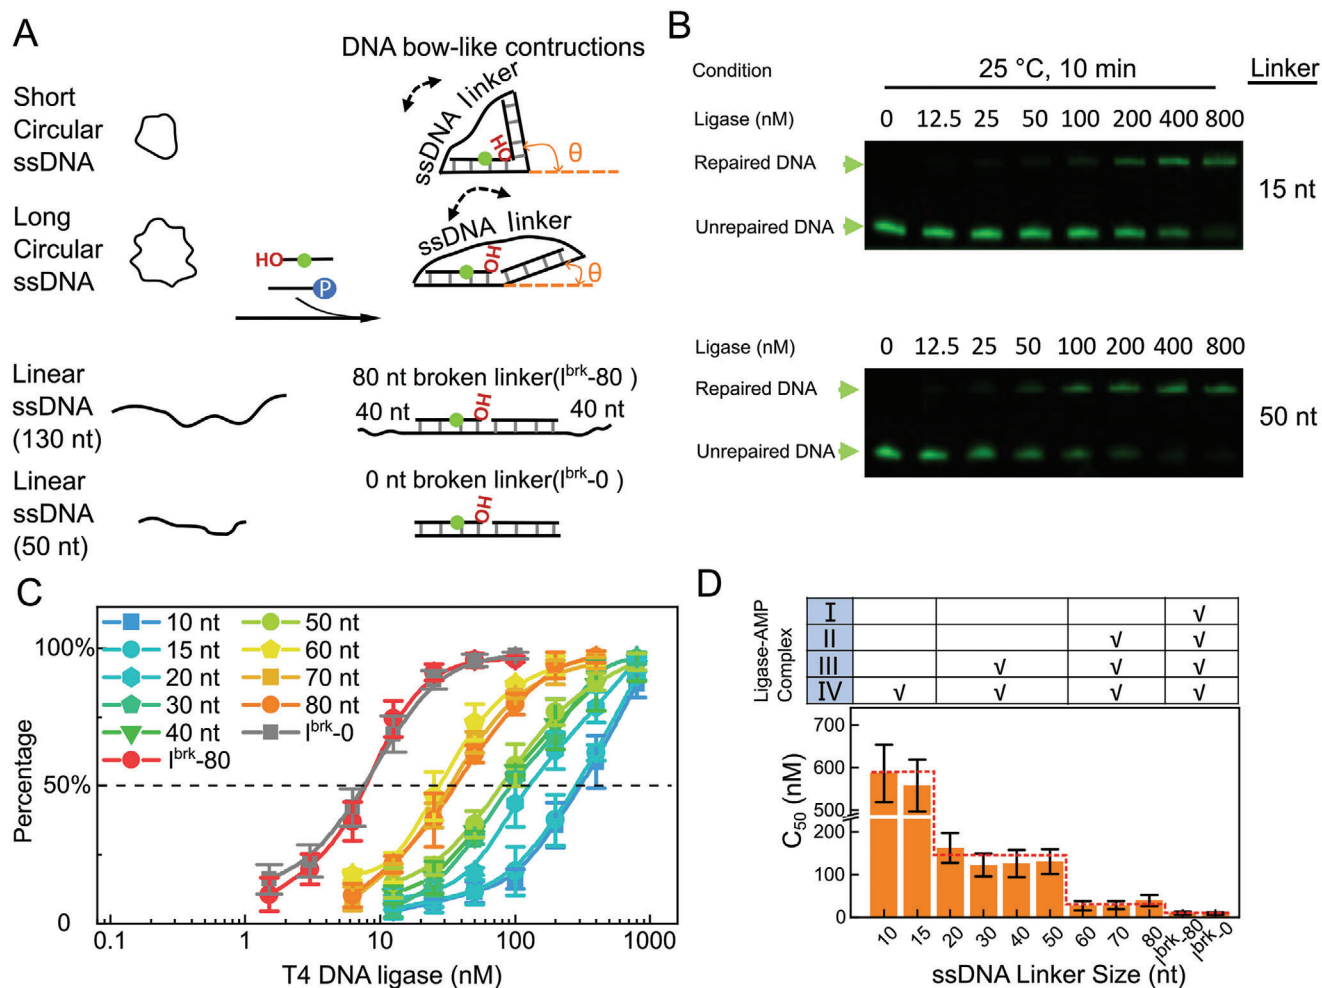 A
DNA bow-like contructions
Short
Circular
ssDNA
ssDNA linker
HO
θ
Long
Circular
ssDNA
ssDNA linker
HO
θ
HO
P
Linear
ssDNA
(130 nt)
80 nt broken linker(I^brk-80 )
40 nt
HO
40 nt
Linear
ssDNA
(50 nt)
0 nt broken linker(I^brk-0 )
HO
B
Condition
25 °C, 10 min
Linker
Ligase (nM)
0 12.5 25 50 100 200 400 800
Repaired DNA
15 nt
Unrepaired DNA
Ligase (nM)
0 12.5 25 50 100 200 400 800
Repaired DNA
50 nt
Unrepaired DNA
C
100%
50%
0
Percentage
10 nt
15 nt
20 nt
30 nt
40 nt
I^brk-80
50 nt
60 nt
70 nt
80 nt
I^brk-0
0.1 1 10 100 1000
T4 DNA ligase (nM)
D
Ligase-AMP
Complex
I √
II √ √
III √ √ √
IV √ √ √ √
C50 (nM)
700
600
500
200
100
0
10 15 20 30 40 50 60 70 80 I^brk-80 I^brk-0
ssDNA Linker Size (nt)